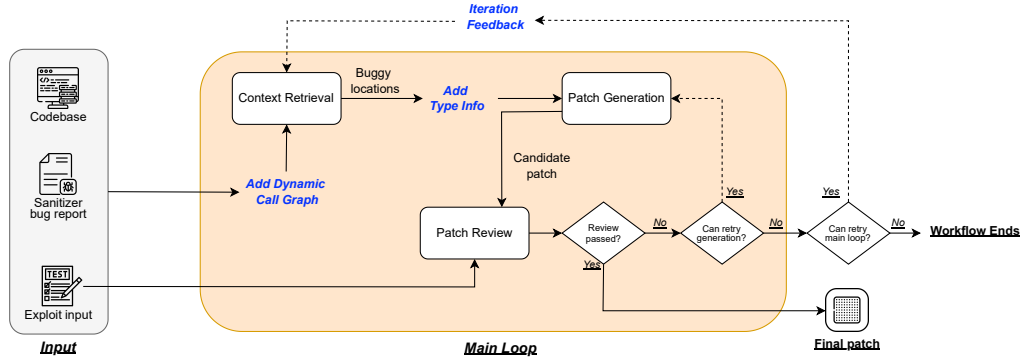 Iteration
Feedback
Codebase
Sanitizer
bug report
TEST
Exploit input
Input
Context Retrieval
Buggy
locations
Add
Type Info
Patch Generation
Add Dynamic
Call Graph
Candidate
patch
Patch Review
Review
passed?
No
Yes
Can retry
generation?
Yes
No
Can retry
main loop?
Yes
No
Workflow Ends
Final patch
Main Loop